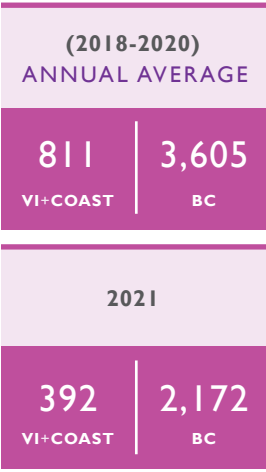 (2018-2020)
ANNUAL AVERAGE
811 3,605
VI+COAST BC
2021
392 2,172
VI+COAST BC